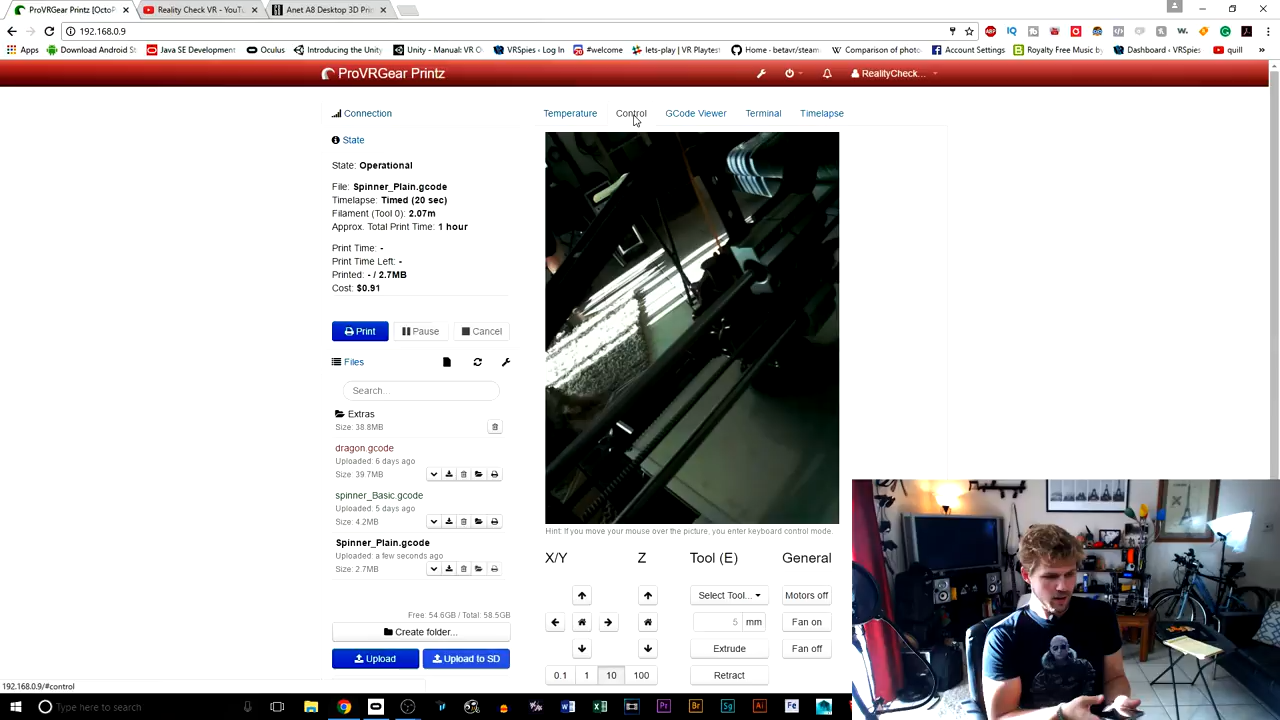 ProVRGear Printz [OctoP
Reality Check VR - YouTu
Anet A8 Desktop 3D Prin
192.168.0.9
Apps
Download Android St
Java SE Development
Oculus
Introducing the Unity
Unity - Manual: VR O
VRSpies › Log In
#welcome
lets-play | VR Playtest
Home · betavr/steam
Comparison of photo
Account Settings
Royalty Free Music by
Dashboard ‹ VRSpies
quill
ProVRGear Printz
RealityCheck...
Connection
Temperature
Control
GCode Viewer
Terminal
Timelapse
State
State: Operational
File: Spinner_Plain.gcode
Timelapse: Timed (20 sec)
Filament (Tool 0): 2.07m
Approx. Total Print Time: 1 hour
Print Time: -
Print Time Left: -
Printed: - / 2.7MB
Cost: $0.91
Print
Pause
Cancel
Files
Search...
Extras
Size: 38.8MB
dragon.gcode
Uploaded: 6 days ago
Size: 39.7MB
spinner_Basic.gcode
Uploaded: 5 days ago
Size: 4.2MB
Spinner_Plain.gcode
Uploaded: a few seconds ago
Size: 2.7MB
Free: 54.6GB / Total: 58.5GB
Create folder...
Upload
Upload to SD
Hint: If you move your mouse over the picture, you enter keyboard control mode.
X/Y
Z
Tool (E)
General
Select Tool...
Motors off
5 mm
Fan on
Extrude
Fan off
0.1 1 10 100
Retract
192.168.0.9/#control
Type here to search